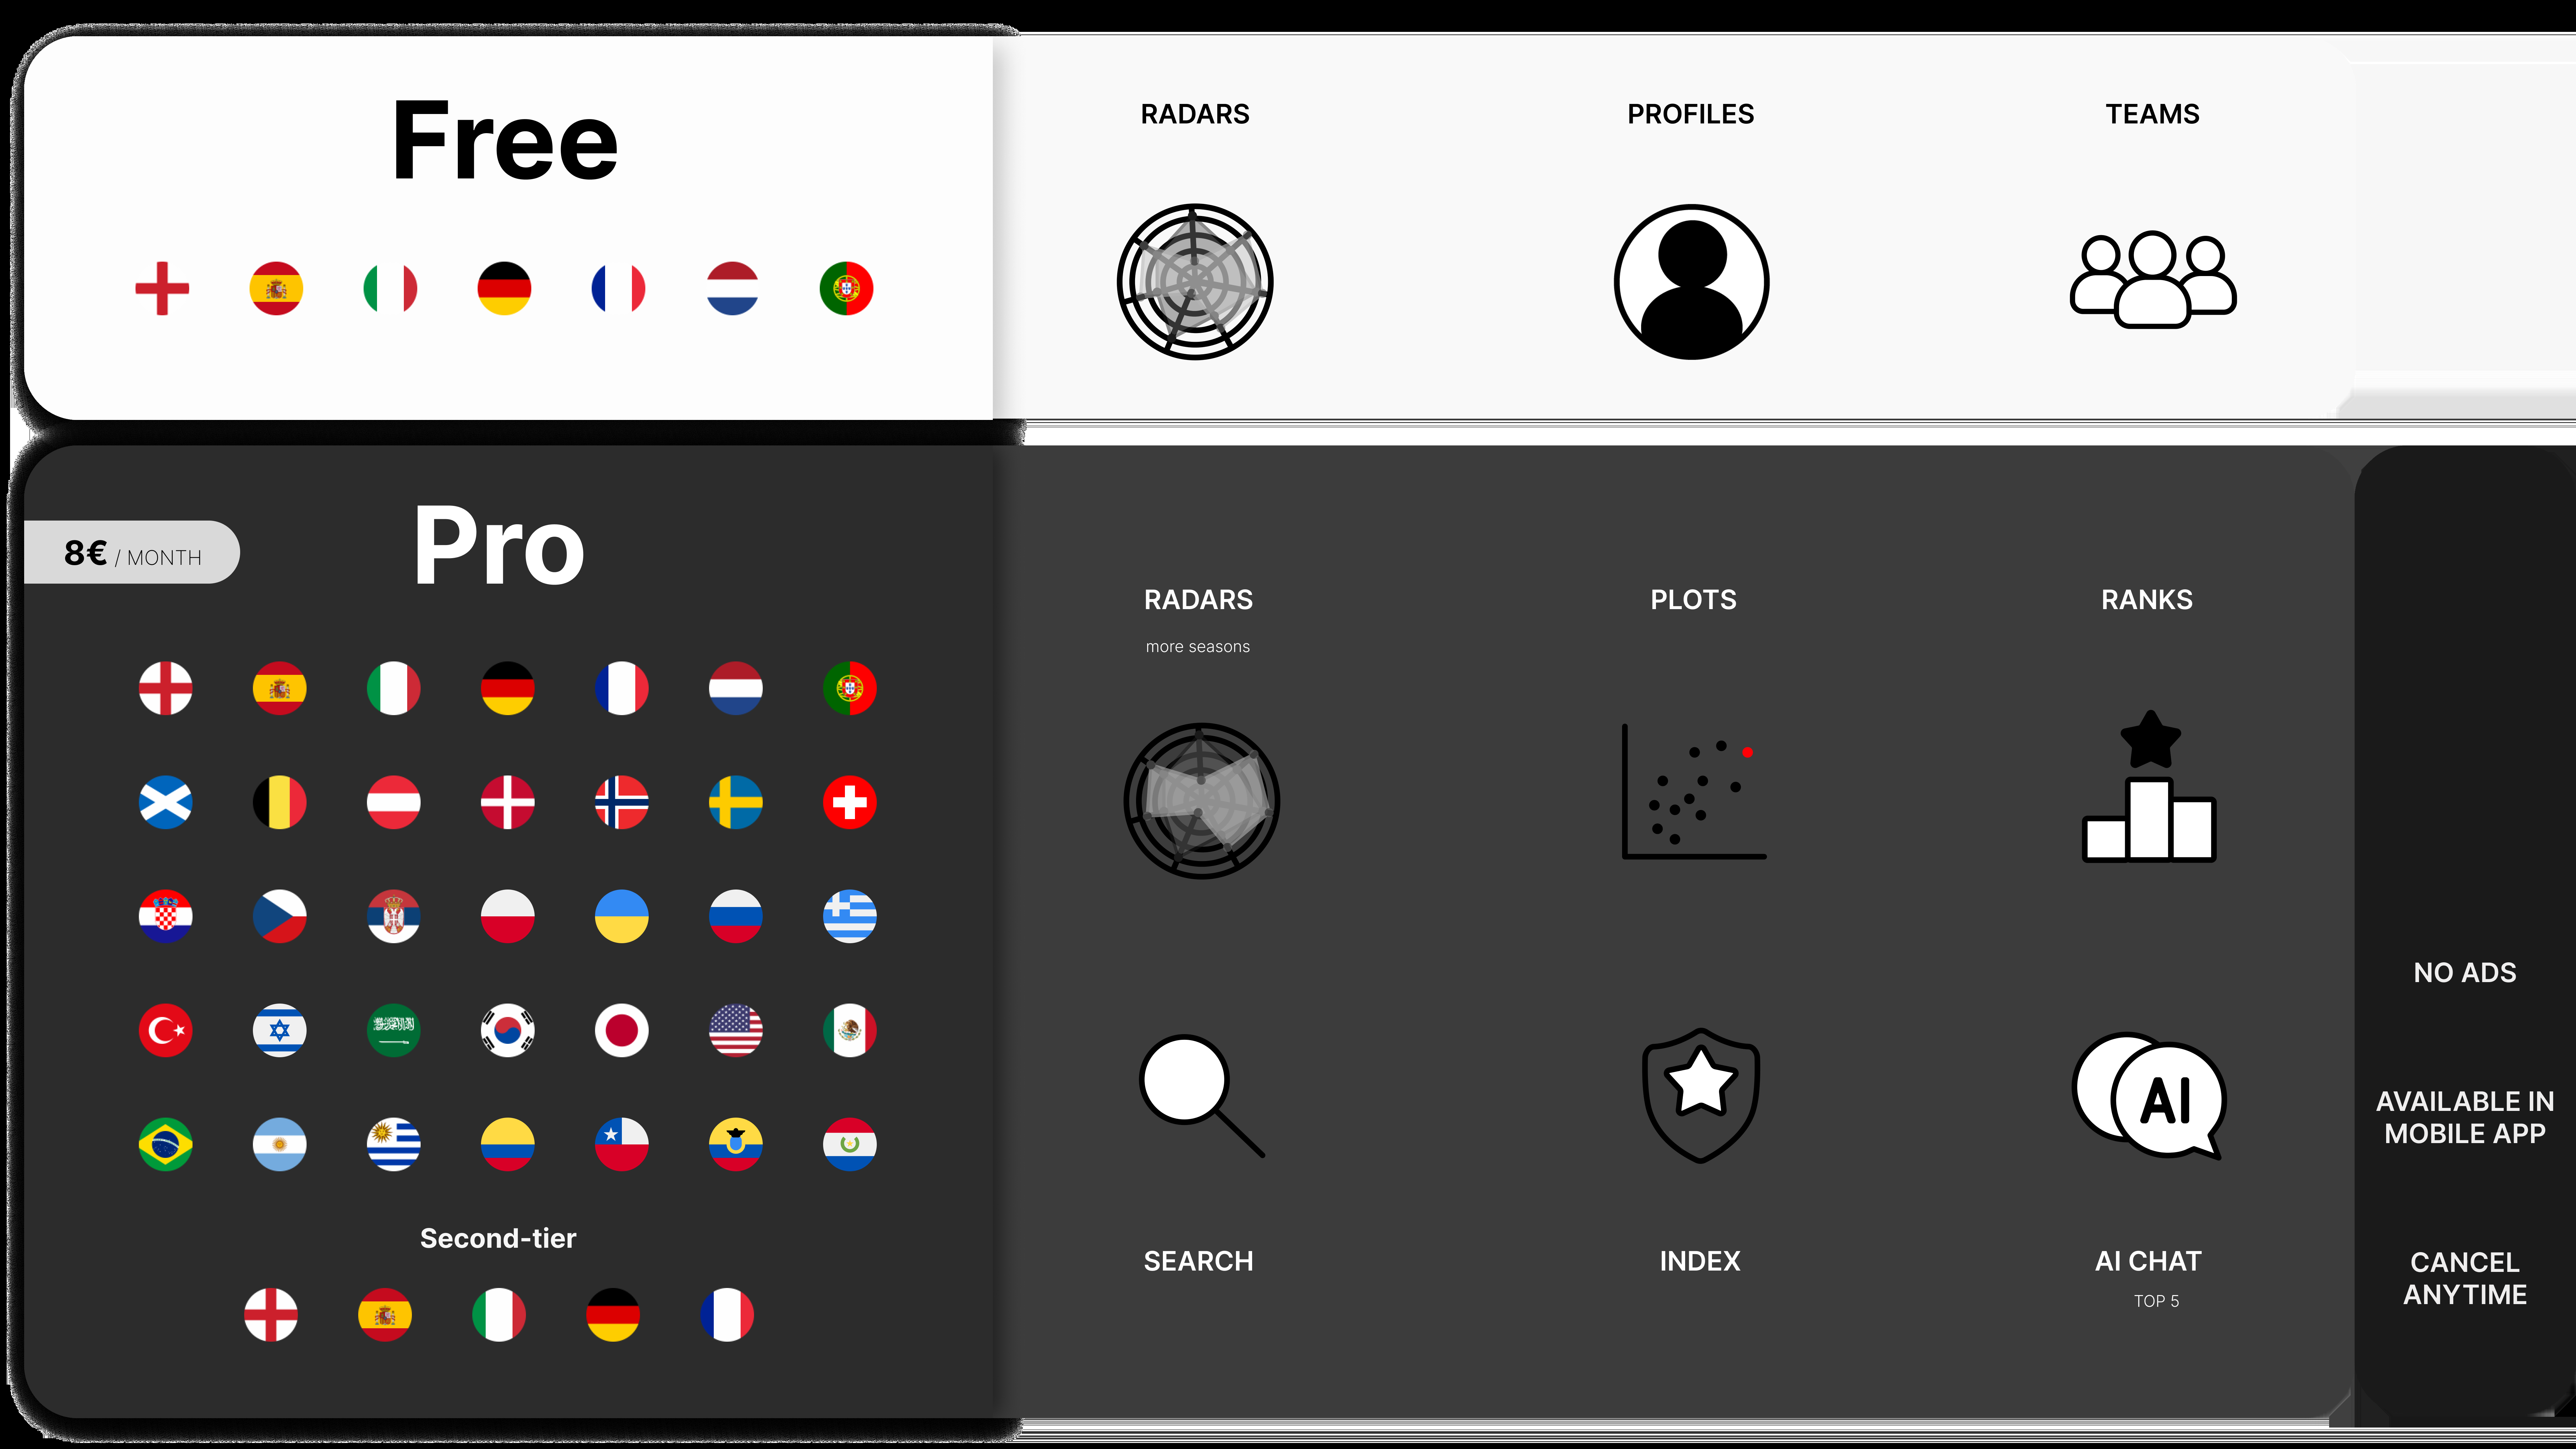 Free
RADARS
PROFILES
TEAMS
8€ / MONTH
Pro
RADARS
more seasons
PLOTS
RANKS
Second-tier
SEARCH
INDEX
AI
AI CHAT
TOP 5
NO ADS
AVAILABLE IN
MOBILE APP
CANCEL
ANYTIME